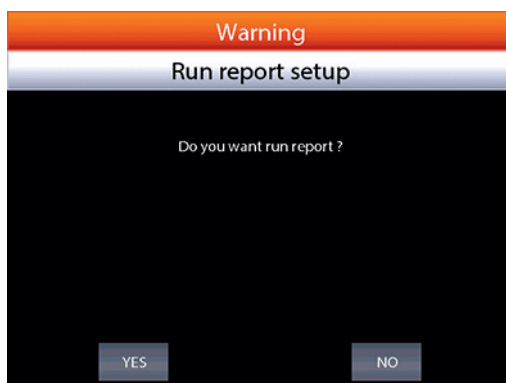 Warning
Run report setup
Do you want run report ?
YES
NO